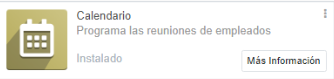 Calendario
Programa las reuniones de empleados
Instalado
Más Información